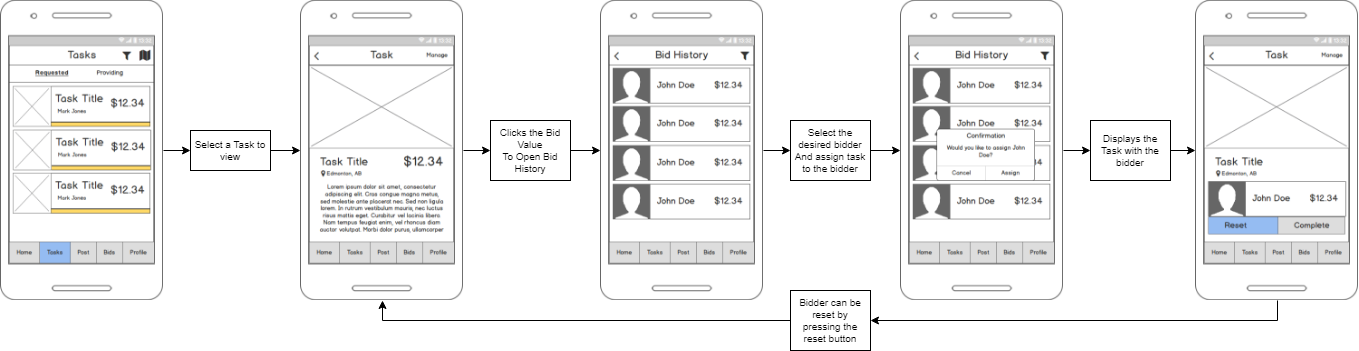 13:32
Tasks
Requested Providing
Task Title
$12.34
Mark Jones
Task Title
$12.34
Mark Jones
Task Title
$12.34
Mark Jones
Home Tasks Post Bids Profile
Select a Task to
view
13:32
Task Manage
Task Title $12.34
Edmonton, AB
Lorem ipsum dolor sit amet, consectetur
adipiscing elit. Cras congue magna metus,
sed molestie ante placerat nec. Sed non ligula
lorem. In rutrum vestibulum mauris, nec luctus
risus mattis eget. Curabitur vel lacinia libero.
Nam tempus feugiat enim, vel rhoncus diam
auctor volutpat. Morbi dolor purus, ullamcorper
Home Tasks Post Bids Profile
Clicks the Bid
Value
To Open Bid
History
13:32
Bid History
John Doe $12.34
John Doe $12.34
John Doe $12.34
John Doe $12.34
Home Tasks Post Bids Profile
Select the
desired bidder
And assign task
to the bidder
13:32
Bid History
John Doe $12.34
John Doe $12.34
Confirmation
Would you like to assign John
Doe?
Cancel Assign
John Doe $12.34
Home Tasks Post Bids Profile
Displays the
Task with the
bidder
13:32
Task Manage
Task Title
Edmonton, AB
John Doe $12.34
Reset Complete
Home Tasks Post Bids Profile
Bidder can be
reset by
pressing the
reset button